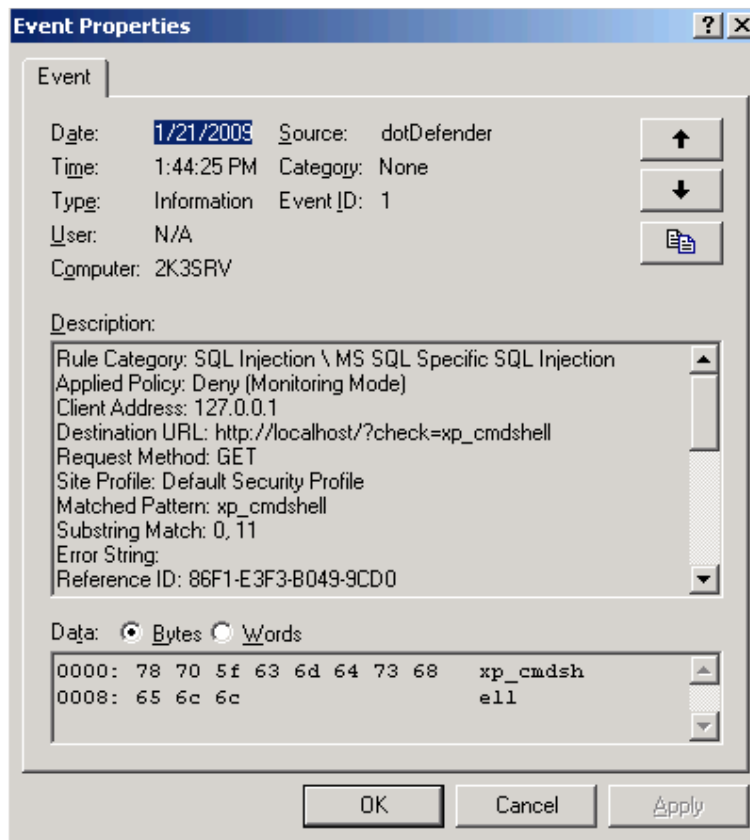 Event Properties
Event
Date: 1/21/2009 Source: dotDefender
Time: 1:44:25 PM Category: None
Type: Information Event ID: 1
User: N/A
Computer: 2K3SRV
Description:
Rule Category: SQL Injection \ MS SQL Specific SQL Injection
Applied Policy: Deny (Monitoring Mode)
Client Address: 127.0.0.1
Destination URL: http://localhost/?check=xp_cmdshell
Request Method: GET
Site Profile: Default Security Profile
Matched Pattern: xp_cmdshell
Substring Match: 0, 11
Error String:
Reference ID: 86F1-E3F3-B049-9CD0
Data: Bytes Words
0000: 78 70 5f 63 6d 64 73 68 xp_cmdsh
0008: 65 6c 6c ell
OK Cancel Apply